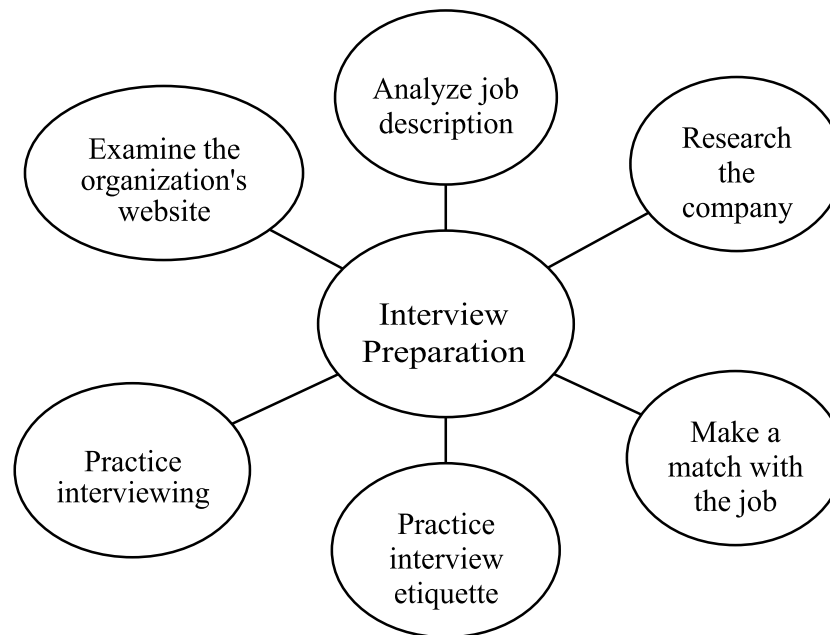 Analyze job
description
Examine the
organization's
website
Research
the
company
Interview
Preparation
Practice
interviewing
Make a
match with
the job
Practice
interview
etiquette